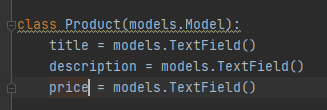 class Product(models.Model):
    title = models.TextField()
    description = models.TextField()
    price = models.TextField()